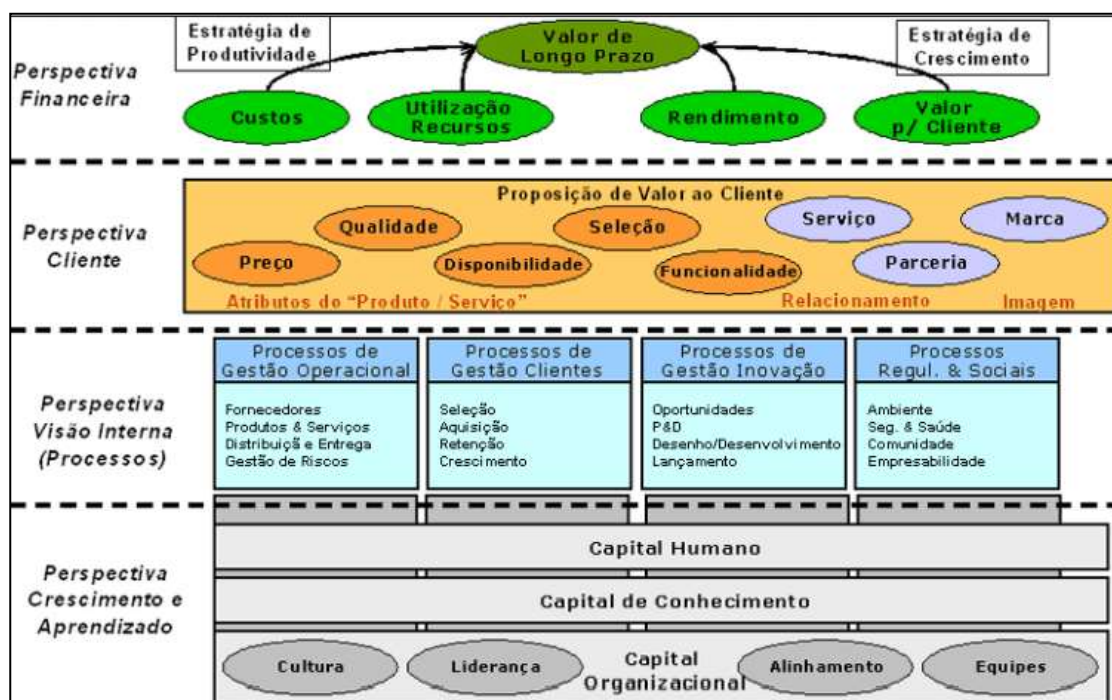 Estratégia de
Produtividade
Valor de
Longo Prazo
Estratégia de
Crescimento
Perspectiva
Financeira
Custos
Utilização
Recursos
Rendimento
Valor
p/ Cliente
Proposição de Valor ao Cliente
Perspectiva
Cliente
Qualidade
Seleção
Serviço
Marca
Preço
Disponibilidade
Funcionalidade
Parceria
Atributos do “Produto / Serviço”
Relacionamento
Imagem
Perspectiva
Visão Interna
(Processos)
Processos de
Gestão Operacional
Fornecedores
Produtos & Serviços
Distribuiçã e Entrega
Gestão de Riscos
Processos de
Gestão Clientes
Seleção
Aquisição
Retenção
Crescimento
Processos de
Gestão Inovação
Oportunidades
P&D
Desenho/Desenvolvimento
Lançamento
Processos
Regul. & Sociais
Ambiente
Seg. & Saúde
Comunidade
Empresabilidade
Perspectiva
Crescimento e
Aprendizado
Capital Humano
Capital de Conhecimento
Cultura
Liderança
Capital
Organizacional
Alinhamento
Equipes